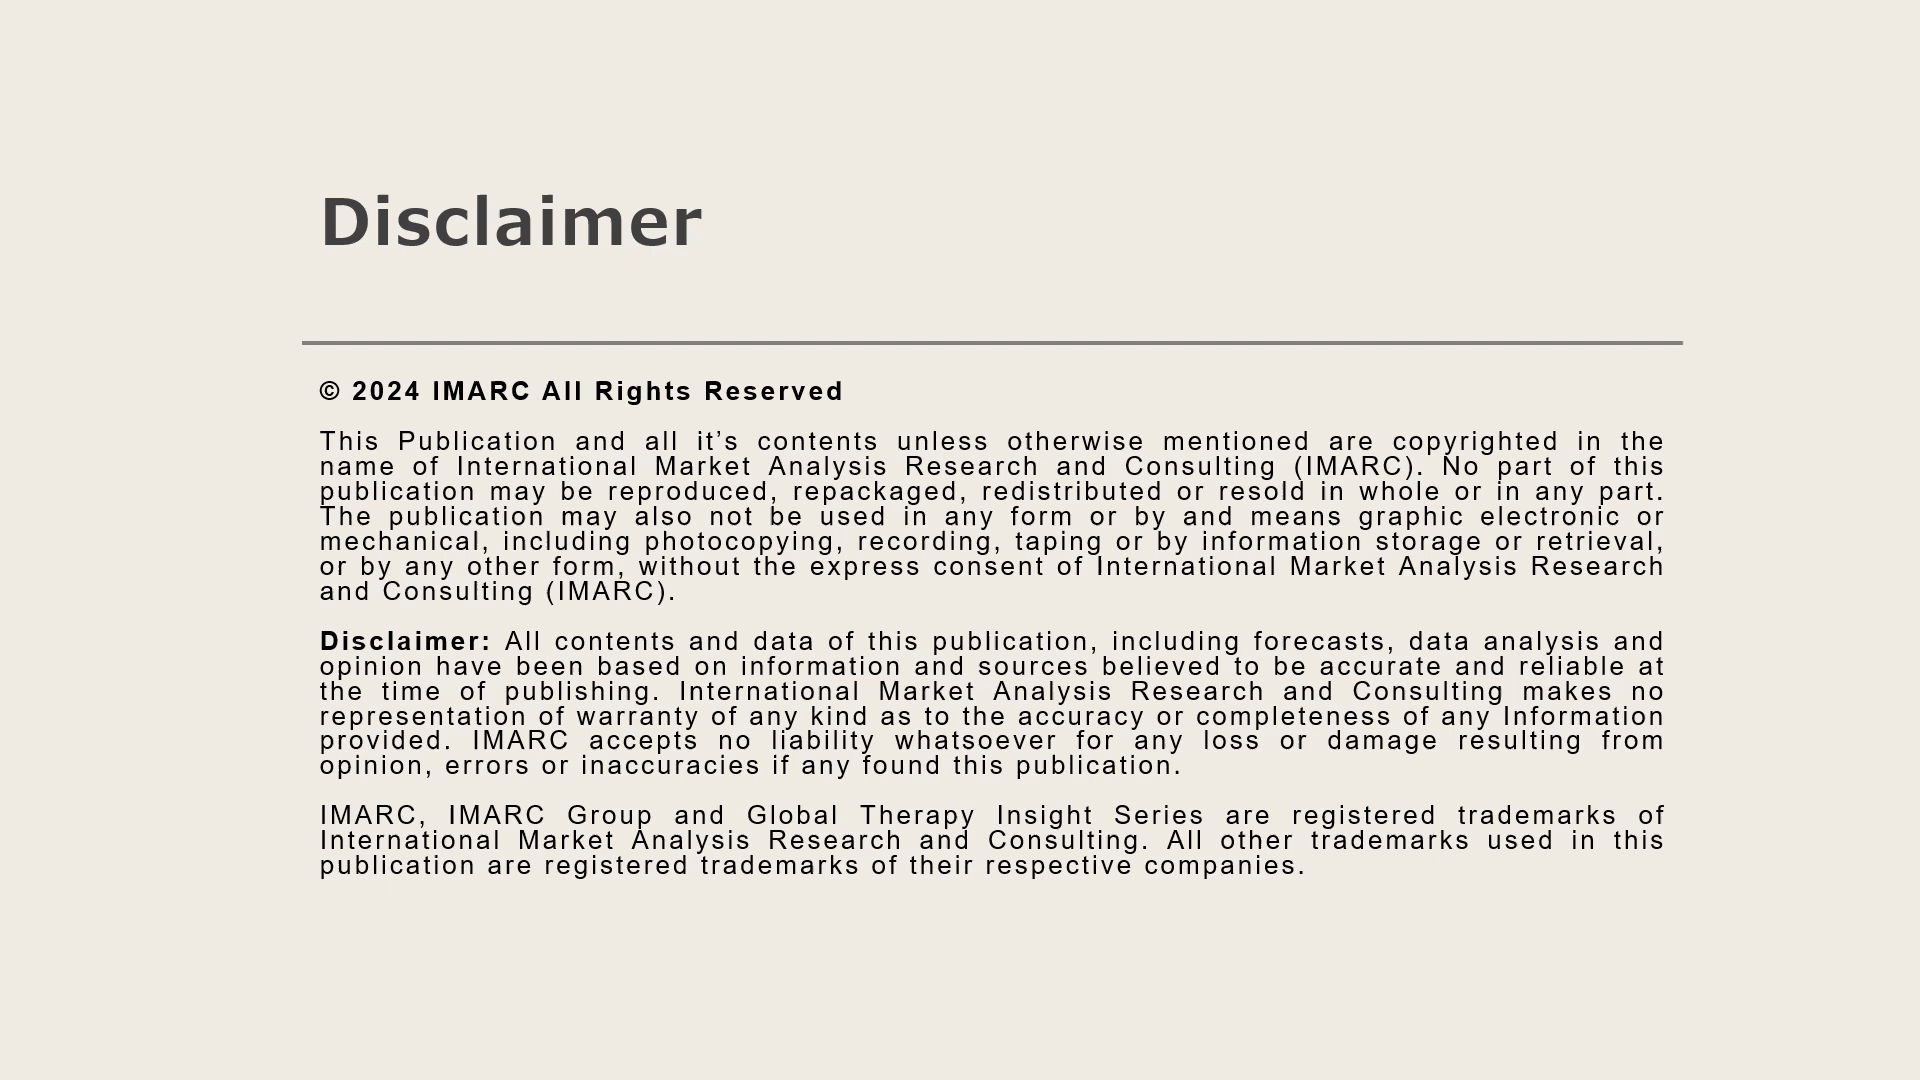 Disclaimer
© 2024 IMARC All Rights Reserved
This Publication and all it’s contents unless otherwise mentioned are copyrighted in the
name of International Market Analysis Research and Consulting (IMARC). No part of this
publication may be reproduced, repackaged, redistributed or resold in whole or in any part.
The publication may also not be used in any form or by and means graphic electronic or
mechanical, including photocopying, recording, taping or by information storage or retrieval,
or by any other form, without the express consent of International Market Analysis Research
and Consulting (IMARC).
Disclaimer: All contents and data of this publication, including forecasts, data analysis and
opinion have been based on information and sources believed to be accurate and reliable at
the time of publishing. International Market Analysis Research and Consulting makes no
representation of warranty of any kind as to the accuracy or completeness of any Information
provided. IMARC accepts no liability whatsoever for any loss or damage resulting from
opinion, errors or inaccuracies if any found this publication.
IMARC, IMARC Group and Global Therapy Insight Series are registered trademarks of
International Market Analysis Research and Consulting. All other trademarks used in this
publication are registered trademarks of their respective companies.